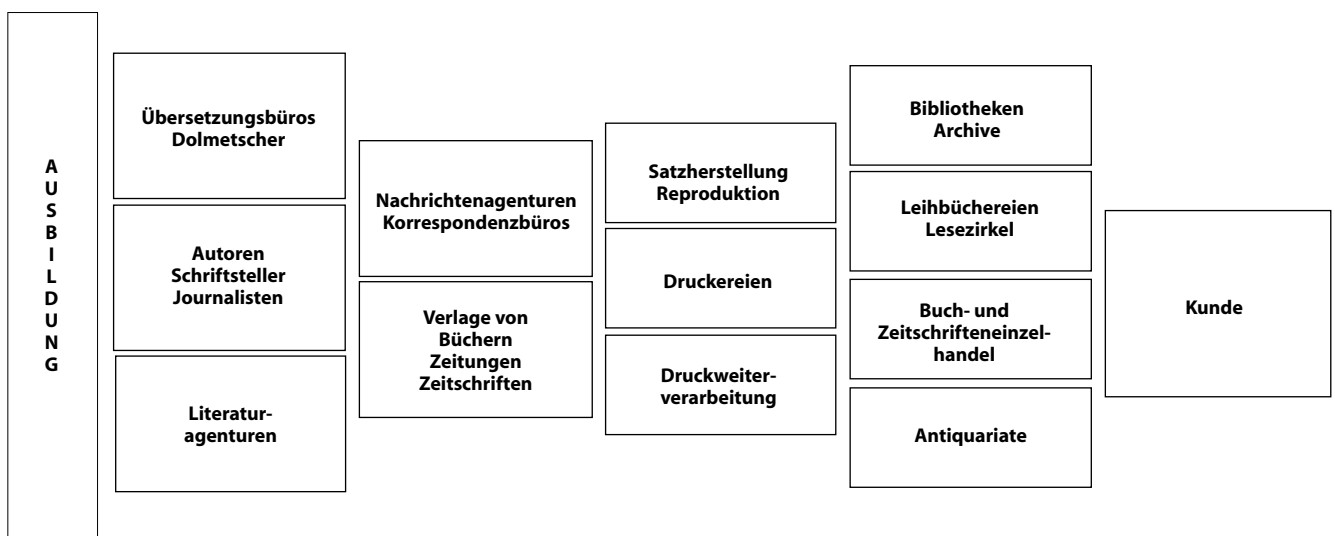 AUSBILDUNG
Übersetzungsbüros
Dolmetscher
Autoren
Schriftsteller
Journalisten
Literatur-
agenturen
Nachrichtenagenturen
Korrespondenzbüros
Verlage von
Büchern
Zeitungen
Zeitschriften
Satzherstellung
Reproduktion
Druckereien
Druckweiter-
verarbeitung
Bibliotheken
Archive
Leihbüchereien
Lesezirkel
Buch- und
Zeitschrifteneinzel-
handel
Antiquariate
Kunde